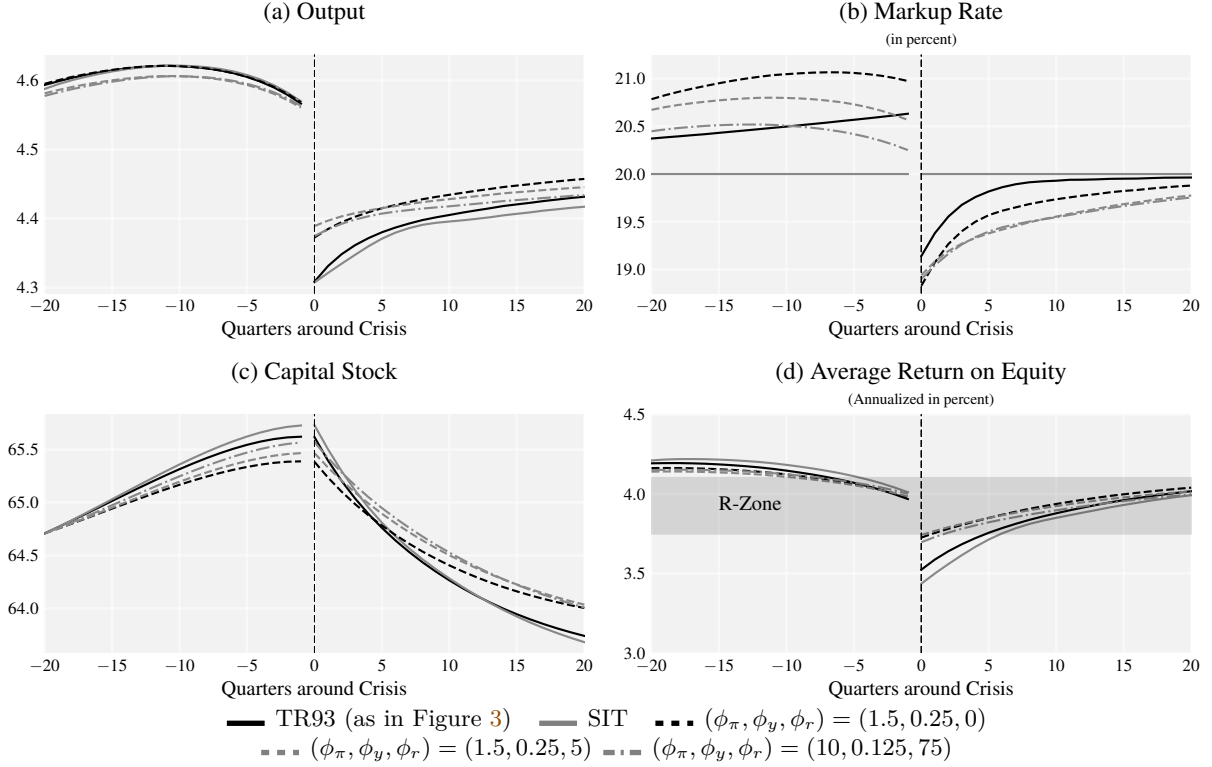 (a) Output
4.6
4.5
4.4
4.3
−20 −15 −10 −5 0 5 10 15 20
Quarters around Crisis
(b) Markup Rate
(in percent)
21.0
20.5
20.0
19.5
19.0
−20 −15 −10 −5 0 5 10 15 20
Quarters around Crisis
(c) Capital Stock
65.5
65.0
64.5
64.0
−20 −15 −10 −5 0 5 10 15 20
Quarters around Crisis
(d) Average Return on Equity
(Annualized in percent)
4.5
4.0
R-Zone
3.5
3.0
−20 −15 −10 −5 0 5 10 15 20
Quarters around Crisis
TR93 (as in Figure 3) SIT (ϕπ, ϕy, ϕr) = (1.5, 0.25, 0)
(ϕπ, ϕy, ϕr) = (1.5, 0.25, 5) (ϕπ, ϕy, ϕr) = (10, 0.125, 75)